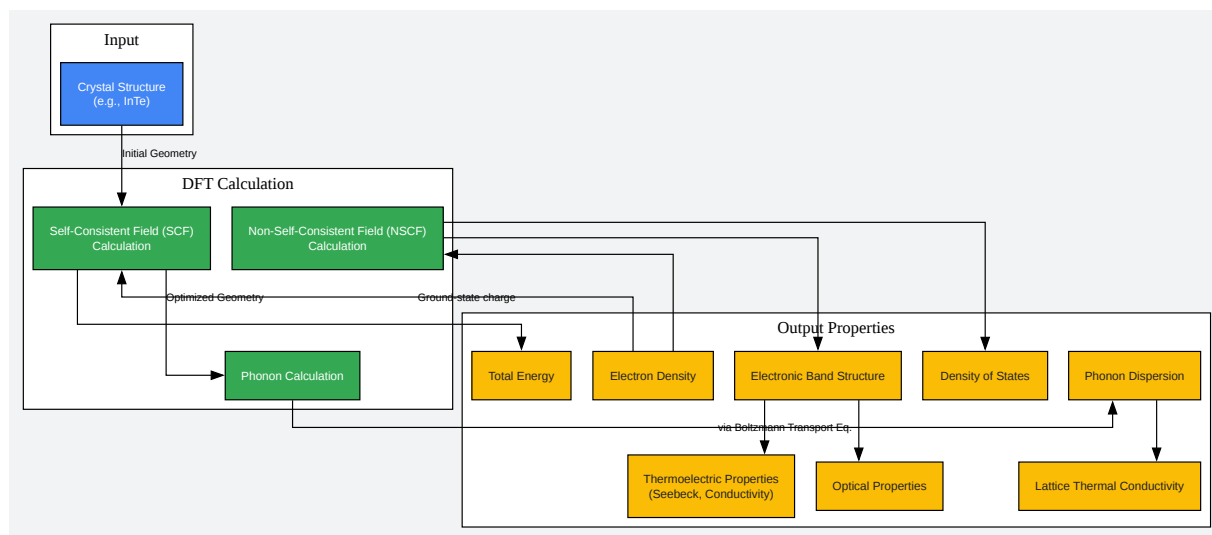 Input
Crystal Structure
(e.g., InTe)
Initial Geometry
DFT Calculation
Self-Consistent Field (SCF)
Calculation
Non-Self-Consistent Field (NSCF)
Calculation
Optimized Geometry
Ground-state charge
Phonon Calculation
Output Properties
Total Energy
Electron Density
Electronic Band Structure
Density of States
Phonon Dispersion
via Boltzmann Transport Eq.
Thermoelectric Properties
(Seebeck, Conductivity)
Optical Properties
Lattice Thermal Conductivity